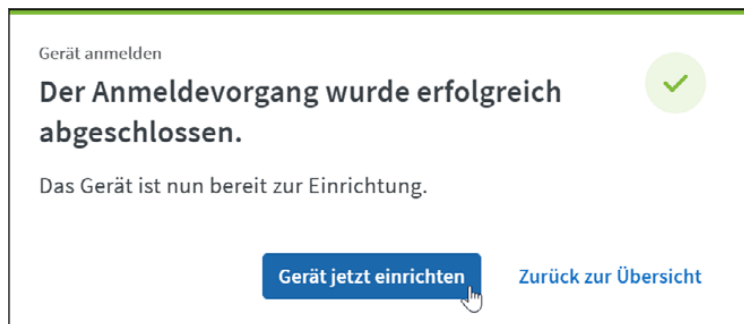 Gerät anmelden
Der Anmeldevorgang wurde erfolgreich
abgeschlossen.
Das Gerät ist nun bereit zur Einrichtung.
Gerät jetzt einrichten
Zurück zur Übersicht